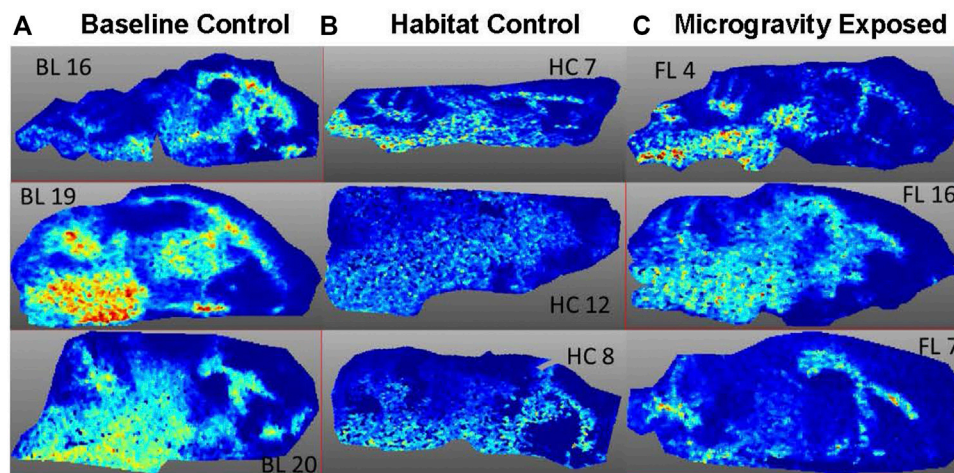 A Baseline Control B Habitat Control C Microgravity Exposed
BL 16 HC 7 FL 4
BL 19 HC 12 FL 16
BL 20 HC 8 FL 7